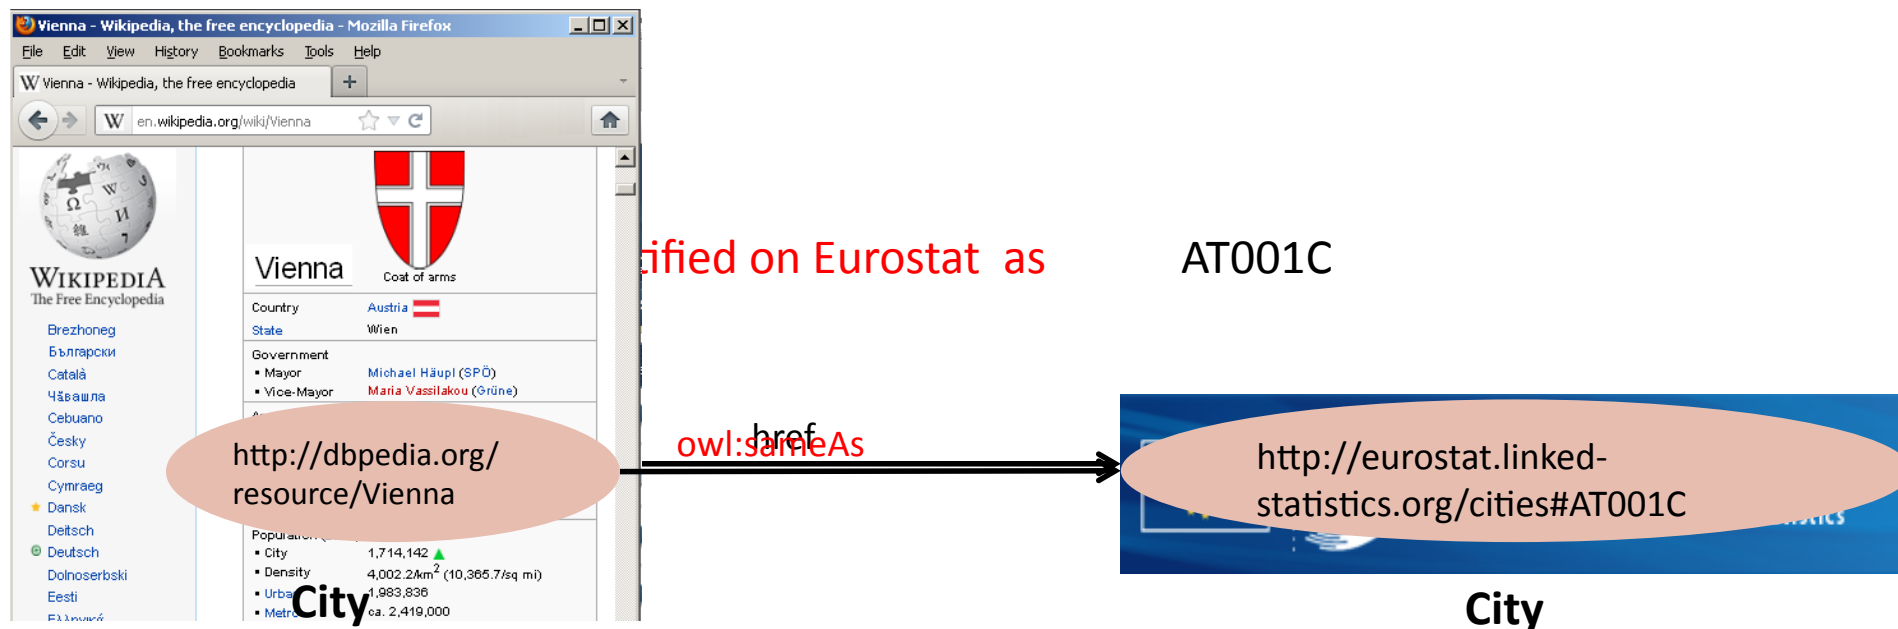 Vienna - Wikipedia, the free encyclopedia - Mozilla Firefox
File Edit View History Bookmarks Tools Help
W Vienna - Wikipedia, the free encyclopedia +
W en.wikipedia.org/wiki/Vienna
WIKIPEDIA
The Free Encyclopedia
Brezhoneg
Български
Català
Чӑвашла
Cebuano
Česky
Corsu
Cymraeg
Dansk
Deitsch
Deutsch
Dolnoserbski
Eesti
Ελληνικά
Vienna
Coat of arms
Country Austria
State Wien
Government
▪ Mayor Michael Häupl (SPÖ)
▪ Vice-Mayor Maria Vassilakou (Grüne)
http://dbpedia.org/
resource/Vienna
▪ City 1,714,142
▪ Density 4,002.2/km2 (10,365.7/sq mi)
1,983,836
ca. 2,419,000
City
tified on Eurostat as AT001C
href
owl:sameAs
http://eurostat.linked-
statistics.org/cities#AT001C
City